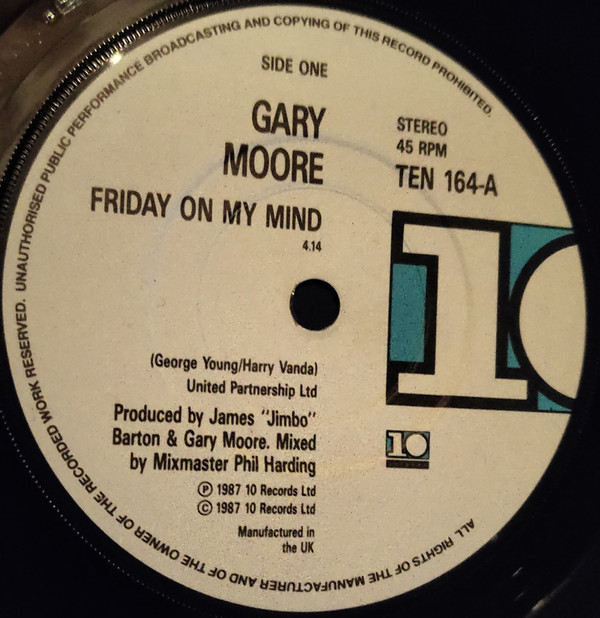 ALL RIGHTS OF THE MANUFACTURER AND OF THE OWNER OF THE RECORDED WORK RESERVED. UNAUTHORISED PUBLIC PERFORMANCE BROADCASTING AND COPYING OF THIS RECORD PROHIBITED.
SIDE ONE
GARY
MOORE
FRIDAY ON MY MIND
4.14
STEREO
45 RPM
TEN 164-A
10
(George Young/Harry Vanda)
United Partnership Ltd
Produced by James "Jimbo"
Barton & Gary Moore. Mixed
by Mixmaster Phil Harding
℗ 1987 10 Records Ltd
© 1987 10 Records Ltd
Manufactured in
the UK
10